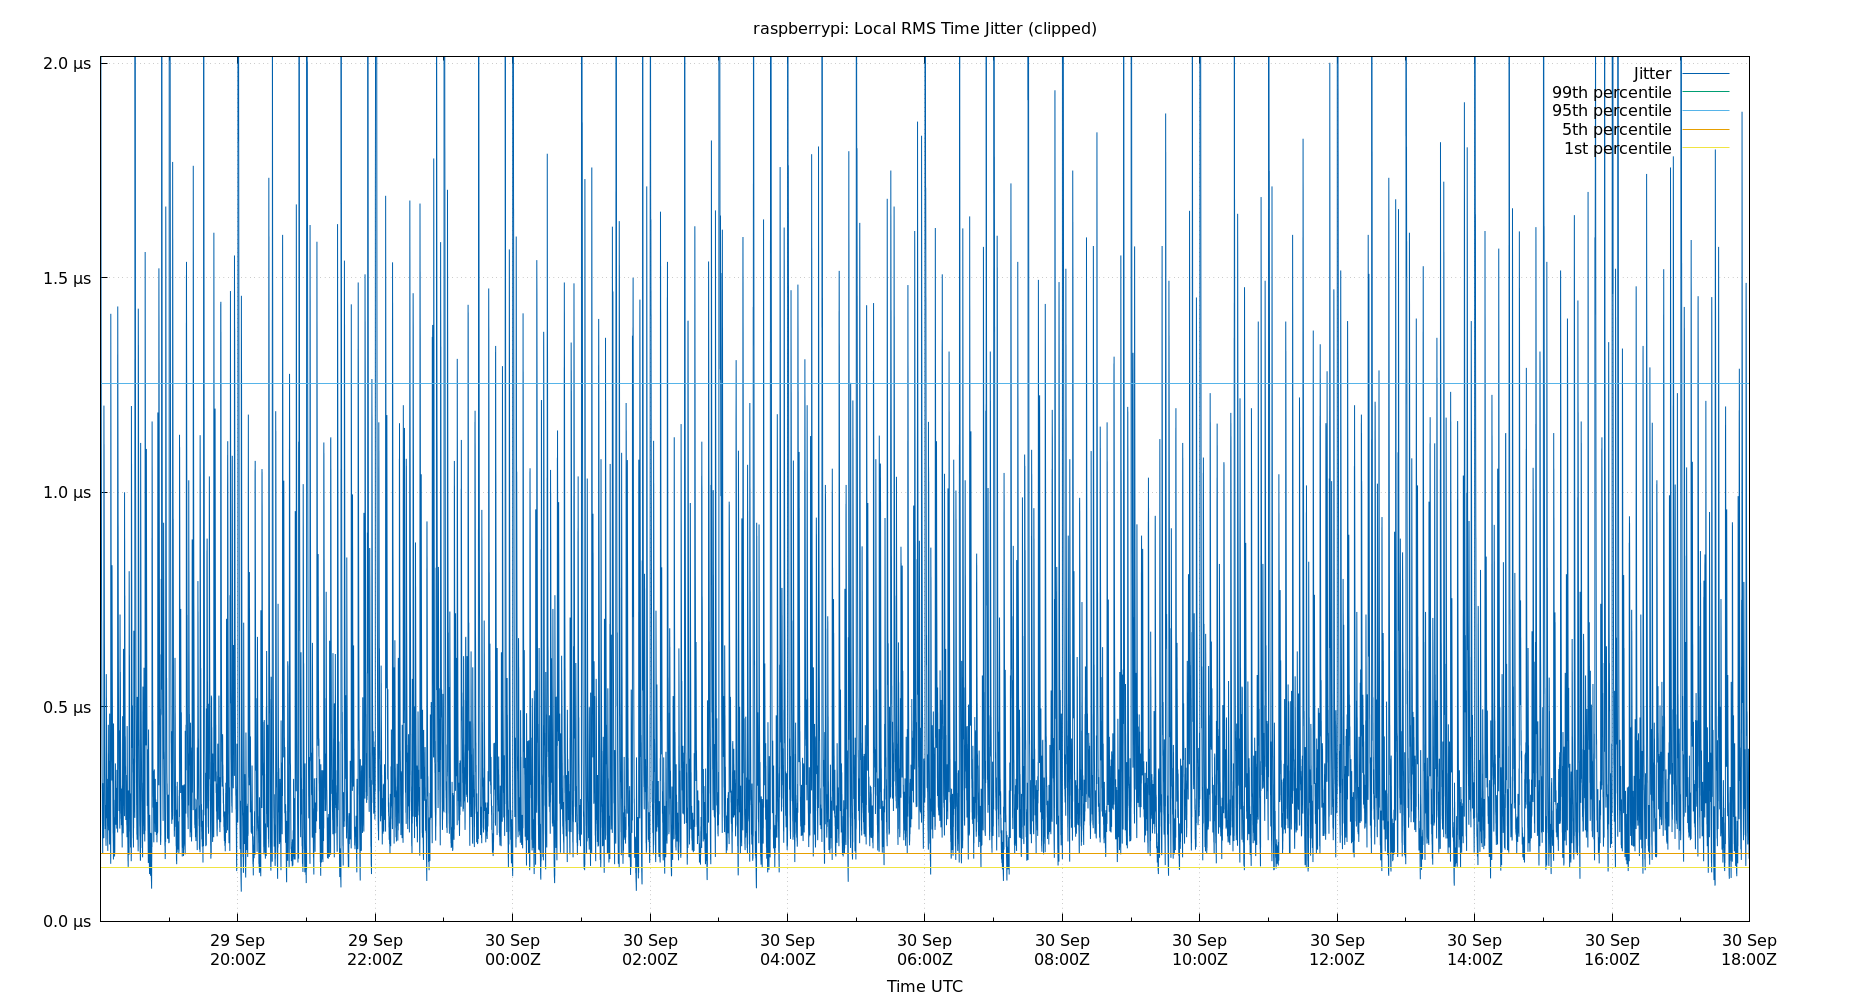 raspberrypi: Local RMS Time Jitter (clipped)
2.0 µs
1.5 µs
1.0 µs
0.5 µs
0.0 µs
Jitter
99th percentile
95th percentile
5th percentile
1st percentile
29 Sep 29 Sep 30 Sep 30 Sep 30 Sep 30 Sep 30 Sep 30 Sep 30 Sep 30 Sep 30 Sep 30 Sep
20:00Z 22:00Z 00:00Z 02:00Z 04:00Z 06:00Z 08:00Z 10:00Z 12:00Z 14:00Z 16:00Z 18:00Z
Time UTC